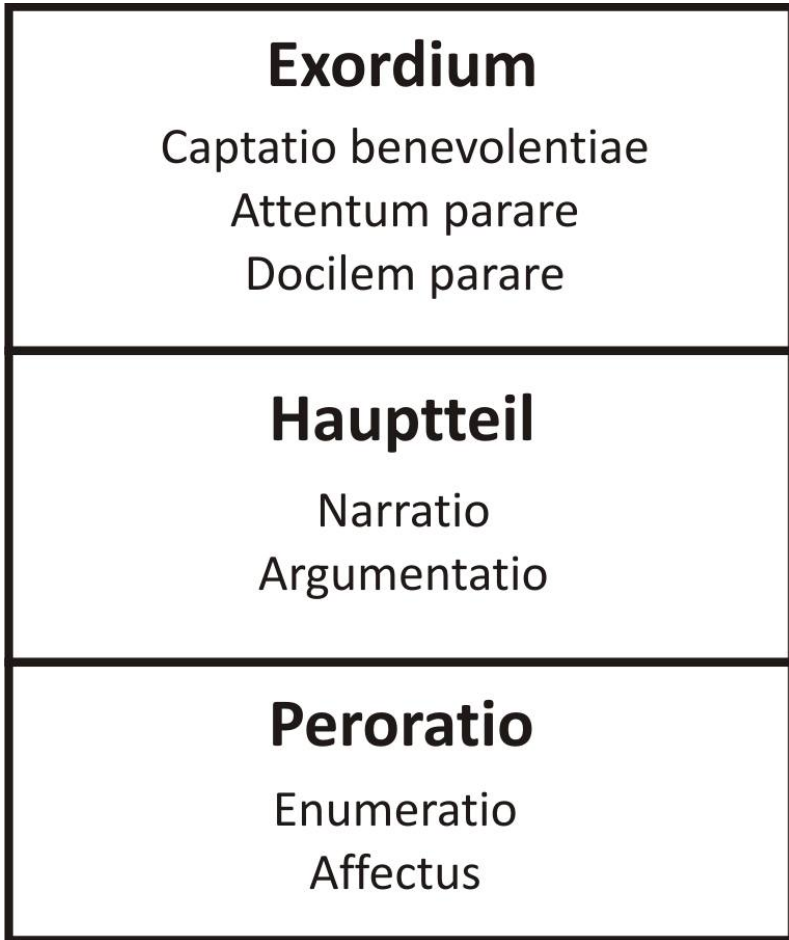 Exordium
Captatio benevolentiae
Attentum parare
Docilem parare
Hauptteil
Narratio
Argumentatio
Peroratio
Enumeratio
Affectus